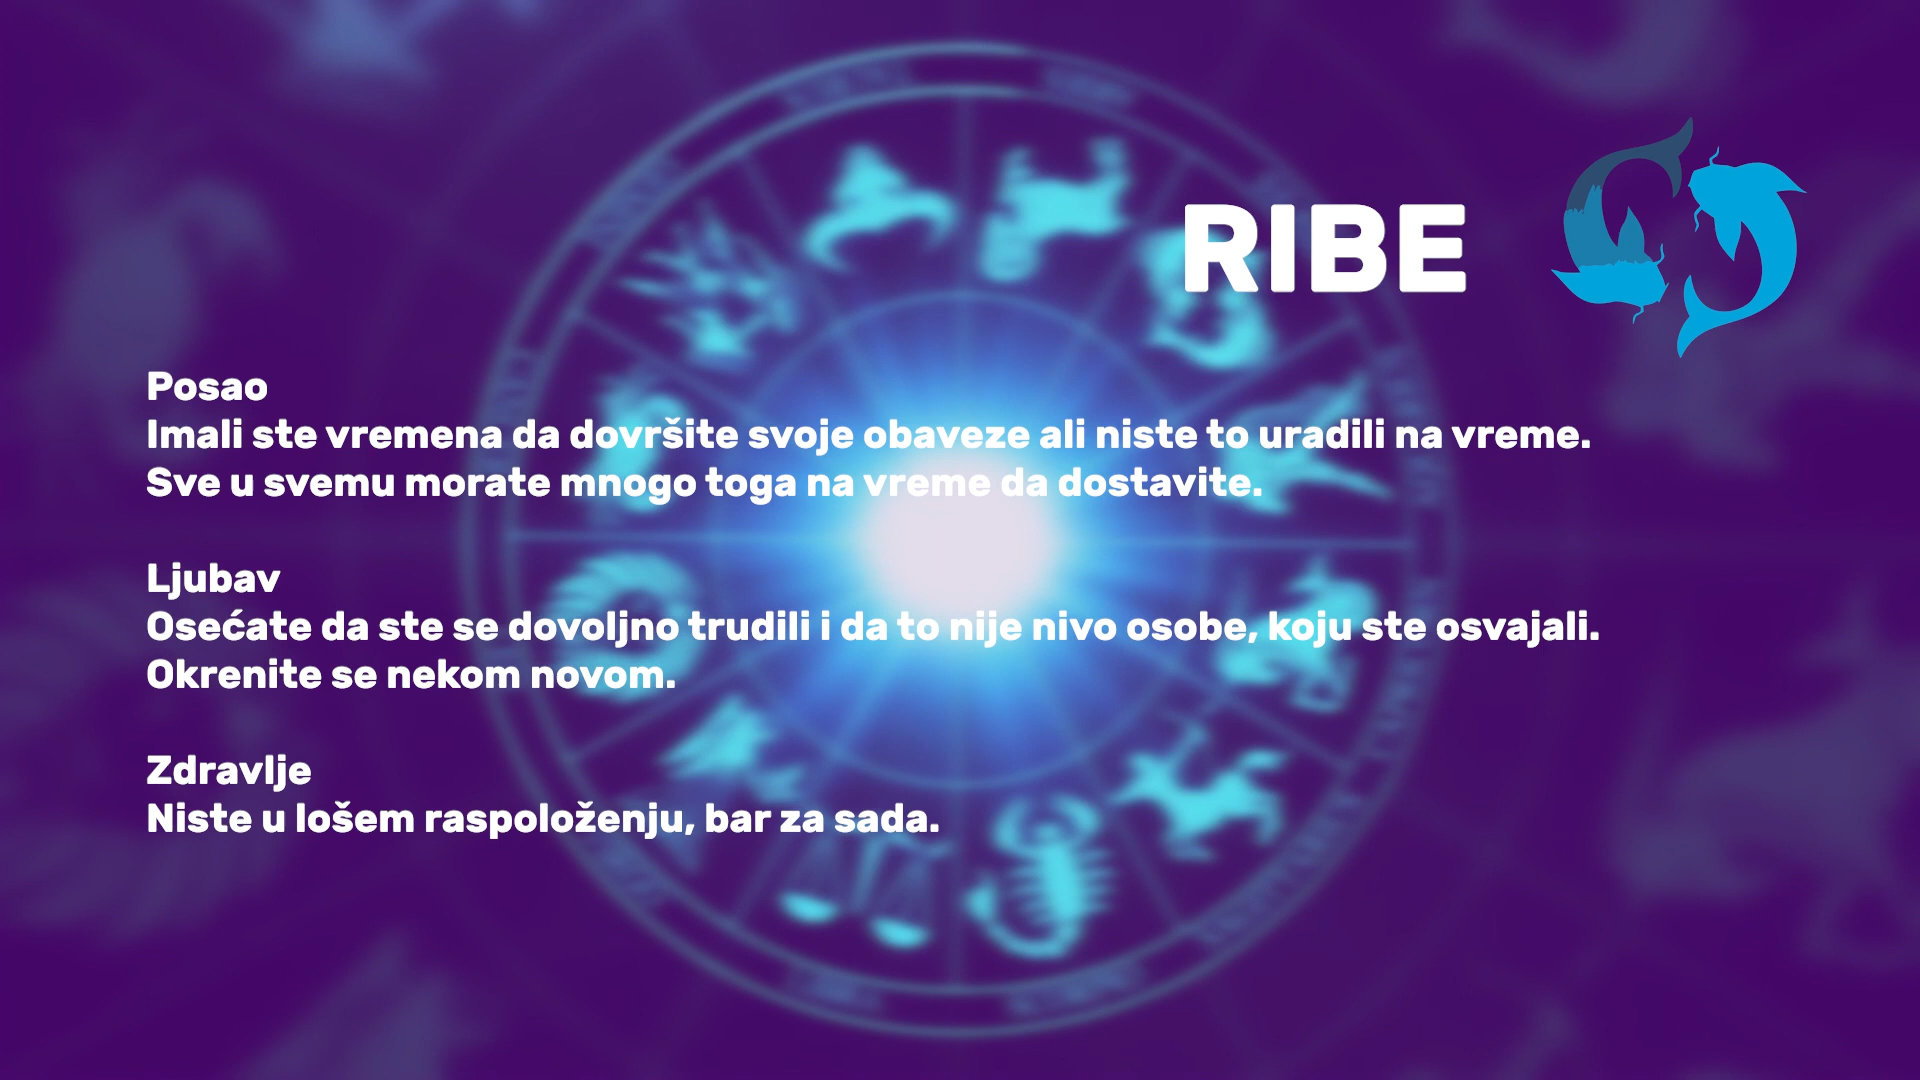 RIBE
Posao
Imali ste vremena da dovršite svoje obaveze ali niste to uradili na vreme.
Sve u svemu morate mnogo toga na vreme da dostavite.
Ljubav
Osećate da ste se dovoljno trudili i da to nije nivo osobe, koju ste osvajali.
Okrenite se nekom novom.
Zdravlje
Niste u lošem raspoloženju, bar za sada.